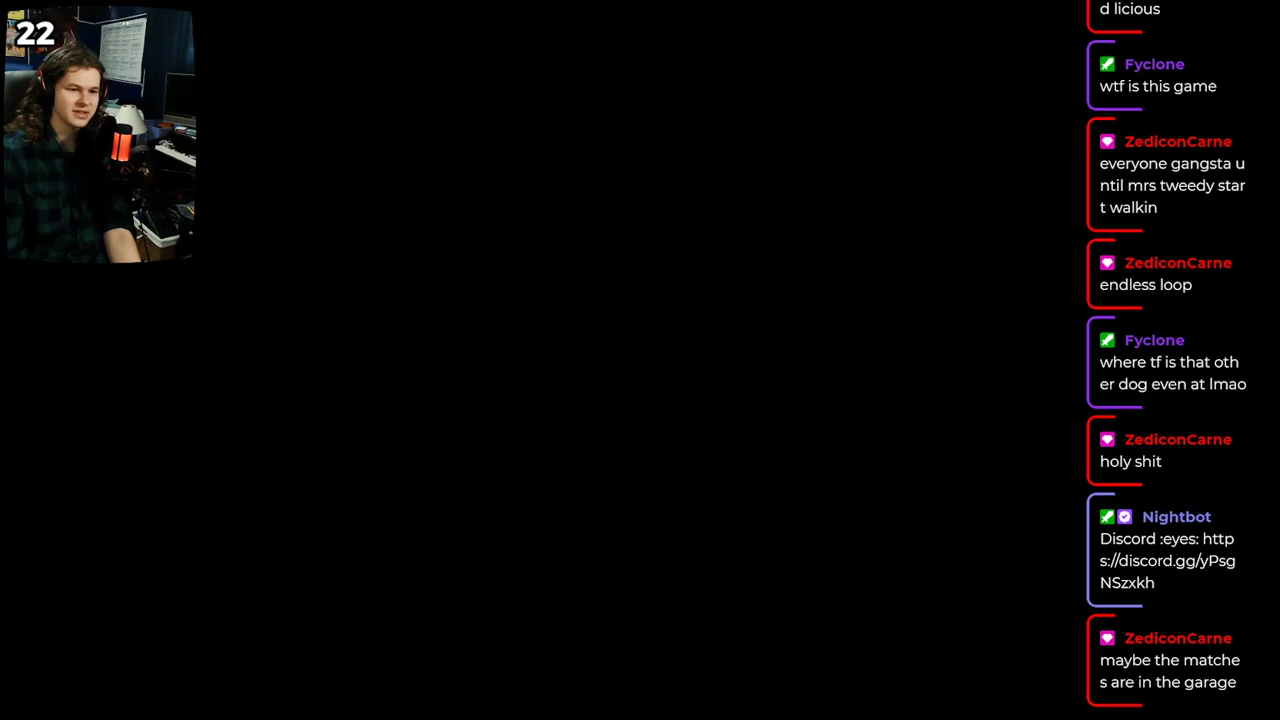 22
d licious
Fyclone
wtf is this game
ZediconCarne
everyone gangsta u
ntil mrs tweedy star
t walkin
ZediconCarne
endless loop
Fyclone
where tf is that oth
er dog even at lmao
ZediconCarne
holy shit
Nightbot
Discord :eyes: http
s://discord.gg/yPsg
NSzxkh
ZediconCarne
maybe the matche
s are in the garage